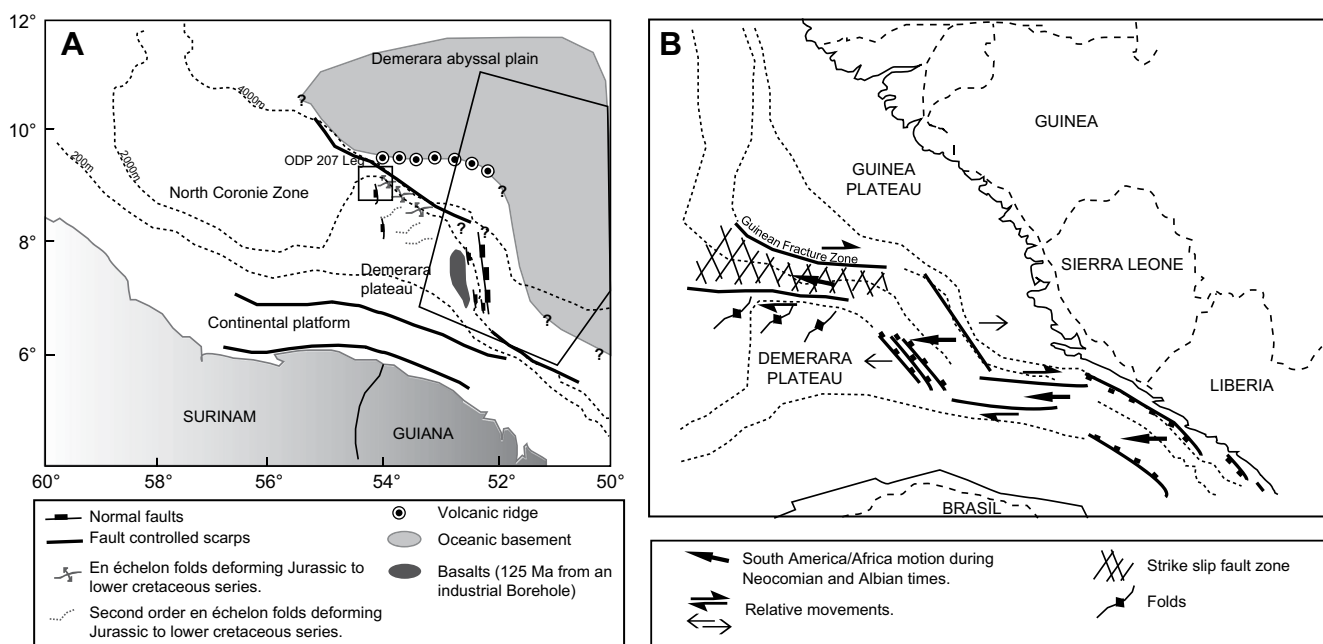 A
12°
10°
8°
6°
60°
58°
56°
54°
52°
50°
Demerara abyssal plain
4000m
2000m
200m
ODP 207 Leg
North Coronie Zone
?
?
?
?
?
?
?
Demerara
plateau
Continental platform
SURINAM
GUIANA
Normal faults
Fault controlled scarps
En échelon folds deforming Jurassic to
lower cretaceous series.
Second order en échelon folds deforming
Jurassic to lower cretaceous series.
Volcanic ridge
Oceanic basement
Basalts (125 Ma from an
industrial Borehole)
B
GUINEA
GUINEA
PLATEAU
Guinean Fracture Zone
SIERRA LEONE
LIBERIA
DEMERARA
PLATEAU
BRASIL
South America/Africa motion during
Neocomian and Albian times.
Relative movements.
Strike slip fault zone
Folds